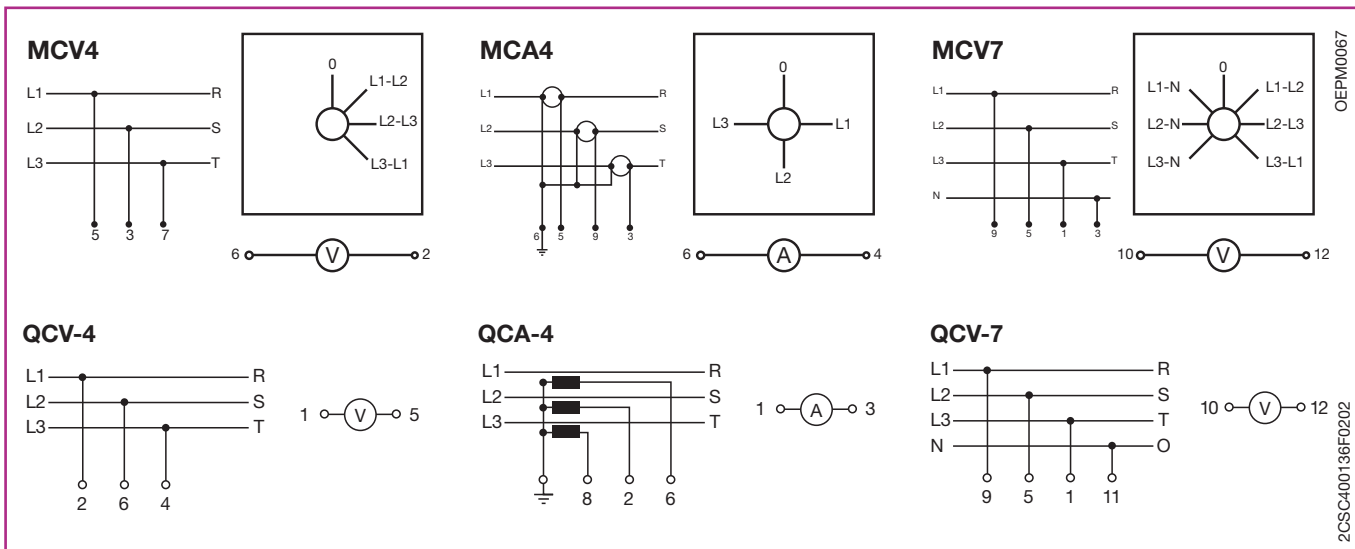 MCV4
0
L1-L2
L2-L3
L3-L1
L1 R
L2 S
L3 T
5 3 7
6 V 2
MCA4
0
L3 L1
L2
L1 R
L2 S
L3 T
6 5 9 3
6 A 4
MCV7
0
L1-N L1-L2
L2-N L2-L3
L3-N L3-L1
L1 R
L2 S
L3 T
N
9 5 1 3
10 V 12
OEPM0067
QCV-4
L1 R
L2 S
L3 T
2 6 4
1 V 5
QCA-4
L1 R
L2 S
L3 T
8 2 6
1 A 3
QCV-7
L1 R
L2 S
L3 T
N O
9 5 1 11
10 V 12
2CSC400136F0202